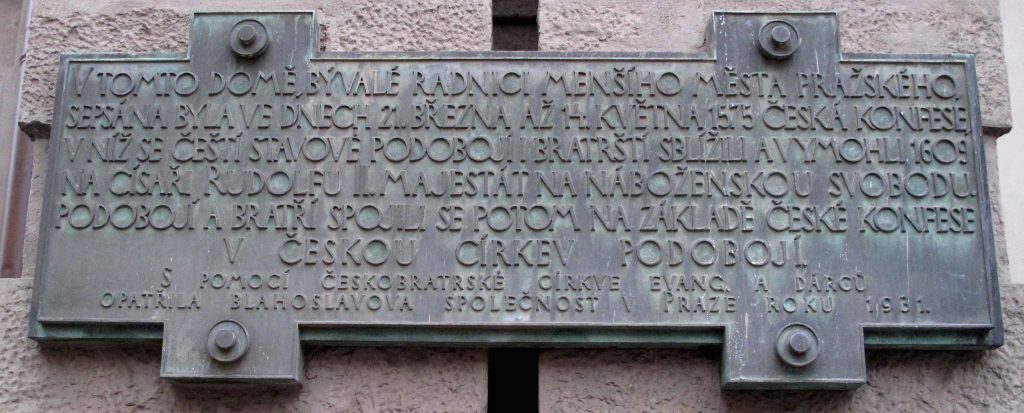 V TOMTO DOMĚ, BÝVALÉ RADNICI MENŠÍHO MĚSTA PRAŽSKÉHO,
SEPSÁNA BYLA VE DNECH 21. BŘEZNA AŽ 14. KVĚTNA 1575 ČESKÁ KONFESE,
V NÍŽ SE ČEŠTÍ STAVOVÉ PODOBOJÍ I BRATRŠTÍ SBLÍŽILI A VYMOHLI 1609
NA CÍSAŘI RUDOLFU II. MAJESTÁT NA NÁBOŽENSKOU SVOBODU.
PODOBOJÍ A BRATŘÍ SPOJILI SE POTOM NA ZÁKLADĚ ČESKÉ KONFESE
V ČESKOU CÍRKEV PODOBOJÍ.
S POMOCÍ ČESKOBRATRSKÉ CÍRKVE EVANG. A DÁRCŮ
OPATŘILA BLAHOSLAVOVA SPOLEČNOST V PRAZE ROKU 1931.